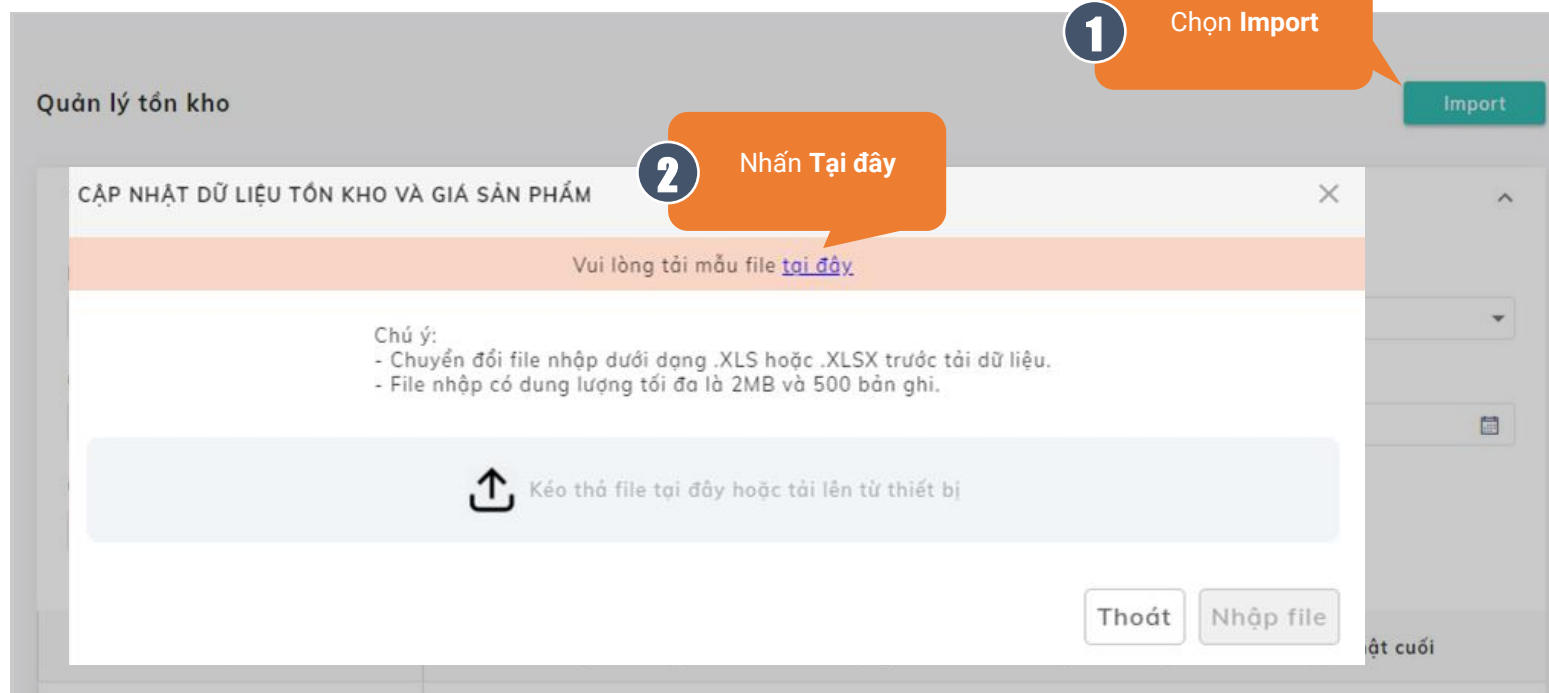 1
Chọn Import
Quản lý tồn kho
Import
2
Nhấn Tại đây
CẬP NHẬT DỮ LIỆU TỒN KHO VÀ GIÁ SẢN PHẨM
Vui lòng tải mẫu file tại đây
Chú ý:
- Chuyển đổi file nhập dưới dạng .XLS hoặc .XLSX trước tải dữ liệu.
- File nhập có dung lượng tối đa là 2MB và 500 bản ghi.
Kéo thả file tại đây hoặc tải lên từ thiết bị
Thoát
Nhập file
cuối